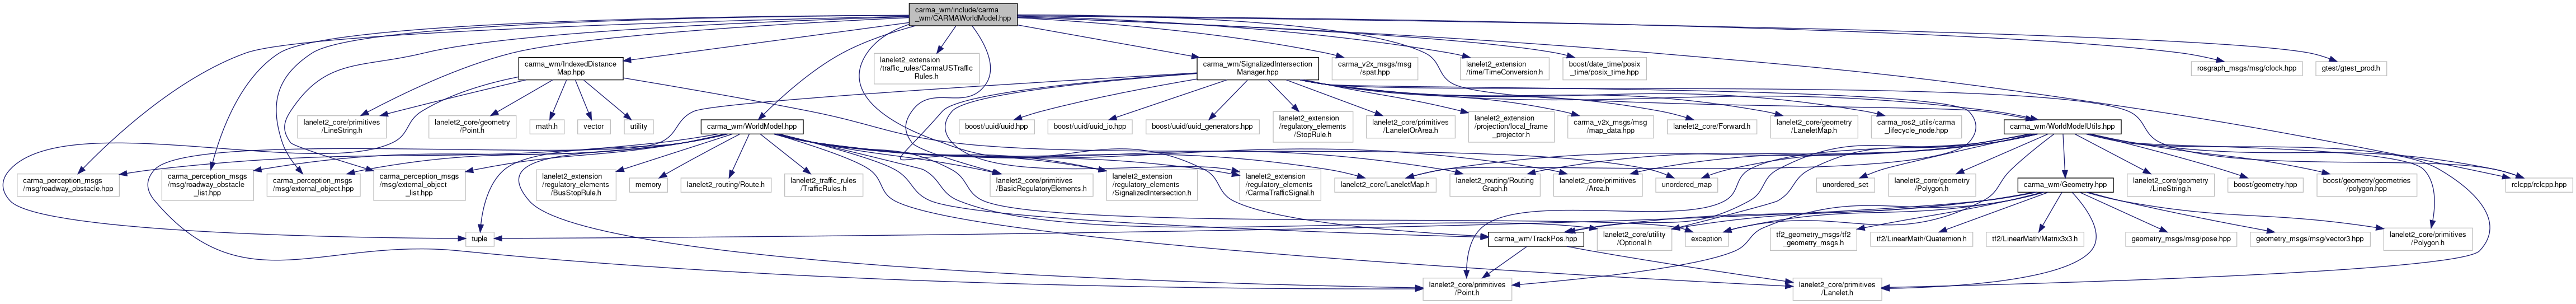 carma_wm/include/carma
_wm/CARMAWorldModel.hpp
carma_wm/IndexedDistance
Map.hpp
lanelet2_extension
/traffic_rules/CarmaUSTraffic
Rules.h
carma_wm/SignalizedIntersection
Manager.hpp
carma_v2x_msgs/msg
/spat.hpp
lanelet2_extension
/time/TimeConversion.h
boost/date_time/posix
_time/posix_time.hpp
rosgraph_msgs/msg/clock.hpp
gtest/gtest_prod.h
lanelet2_core/primitives
/LineString.h
lanelet2_core/geometry
/Point.h
math.h
vector
utility
carma_wm/WorldModel.hpp
boost/uuid/uuid.hpp
boost/uuid/uuid_io.hpp
boost/uuid/uuid_generators.hpp
lanelet2_extension
/regulatory_elements
/StopRule.h
lanelet2_core/primitives
/LaneletOrArea.h
lanelet2_extension
/projection/local_frame
_projector.h
carma_v2x_msgs/msg
/map_data.hpp
lanelet2_core/Forward.h
lanelet2_core/geometry
/LaneletMap.h
carma_ros2_utils/carma
_lifecycle_node.hpp
carma_wm/WorldModelUtils.hpp
carma_perception_msgs
/msg/roadway_obstacle.hpp
carma_perception_msgs
/msg/roadway_obstacle
_list.hpp
carma_perception_msgs
/msg/external_object.hpp
carma_perception_msgs
/msg/external_object
_list.hpp
lanelet2_extension
/regulatory_elements
/BusStopRule.h
memory
lanelet2_routing/Route.h
lanelet2_traffic_rules
/TrafficRules.h
lanelet2_core/primitives
/BasicRegulatoryElements.h
lanelet2_extension
/regulatory_elements
/SignalizedIntersection.h
lanelet2_extension
/regulatory_elements
/CarmaTrafficSignal.h
lanelet2_core/LaneletMap.h
lanelet2_routing/Routing
Graph.h
lanelet2_core/primitives
/Area.h
unordered_map
unordered_set
lanelet2_core/geometry
/Polygon.h
carma_wm/Geometry.hpp
lanelet2_core/geometry
/LineString.h
boost/geometry.hpp
boost/geometry/geometries
/polygon.hpp
rclcpp/rclcpp.hpp
tuple
carma_wm/TrackPos.hpp
lanelet2_core/utility
/Optional.h
exception
tf2_geometry_msgs/tf2
_geometry_msgs.h
tf2/LinearMath/Quaternion.h
tf2/LinearMath/Matrix3x3.h
geometry_msgs/msg/pose.hpp
geometry_msgs/msg/vector3.hpp
lanelet2_core/primitives
/Polygon.h
lanelet2_core/primitives
/Point.h
lanelet2_core/primitives
/Lanelet.h